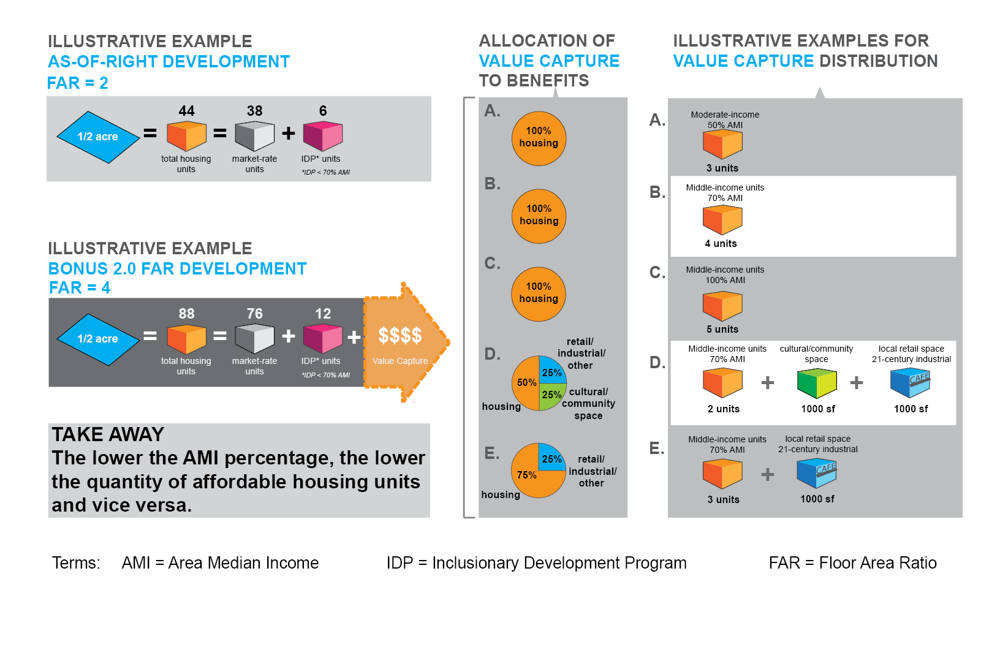 ILLUSTRATIVE EXAMPLE
AS-OF-RIGHT DEVELOPMENT
FAR = 2
1/2 acre
=
44
total housing
units
=
38
market-rate
units
+
6
IDP* units
*IDP < 70% AMI
ILLUSTRATIVE EXAMPLE
BONUS 2.0 FAR DEVELOPMENT
FAR = 4
1/2 acre
=
88
total housing
units
=
76
market-rate
units
+
12
IDP* units
*IDP < 70% AMI
+
$$$$
Value Capture
TAKE AWAY
The lower the AMI percentage, the lower
the quantity of affordable housing units
and vice versa.
ALLOCATION OF
VALUE CAPTURE
TO BENEFITS
A.
100%
housing
B.
100%
housing
C.
100%
housing
D.
retail/
industrial/
other
25%
50%
25%
housing
cultural/
community
space
E.
25%
75%
housing
retail/
industrial/
other
ILLUSTRATIVE EXAMPLES FOR
VALUE CAPTURE DISTRIBUTION
A.
Moderate-income
50% AMI
3 units
B.
Middle-income units
70% AMI
4 units
C.
Middle-income units
100% AMI
5 units
D.
Middle-income units
70% AMI
2 units
+
cultural/community
space
1000 sf
+
local retail space
21-century industrial
CAFE
1000 sf
E.
Middle-income units
70% AMI
3 units
+
local retail space
21-century industrial
CAFE
1000 sf
Terms: AMI = Area Median Income IDP = Inclusionary Development Program FAR = Floor Area Ratio